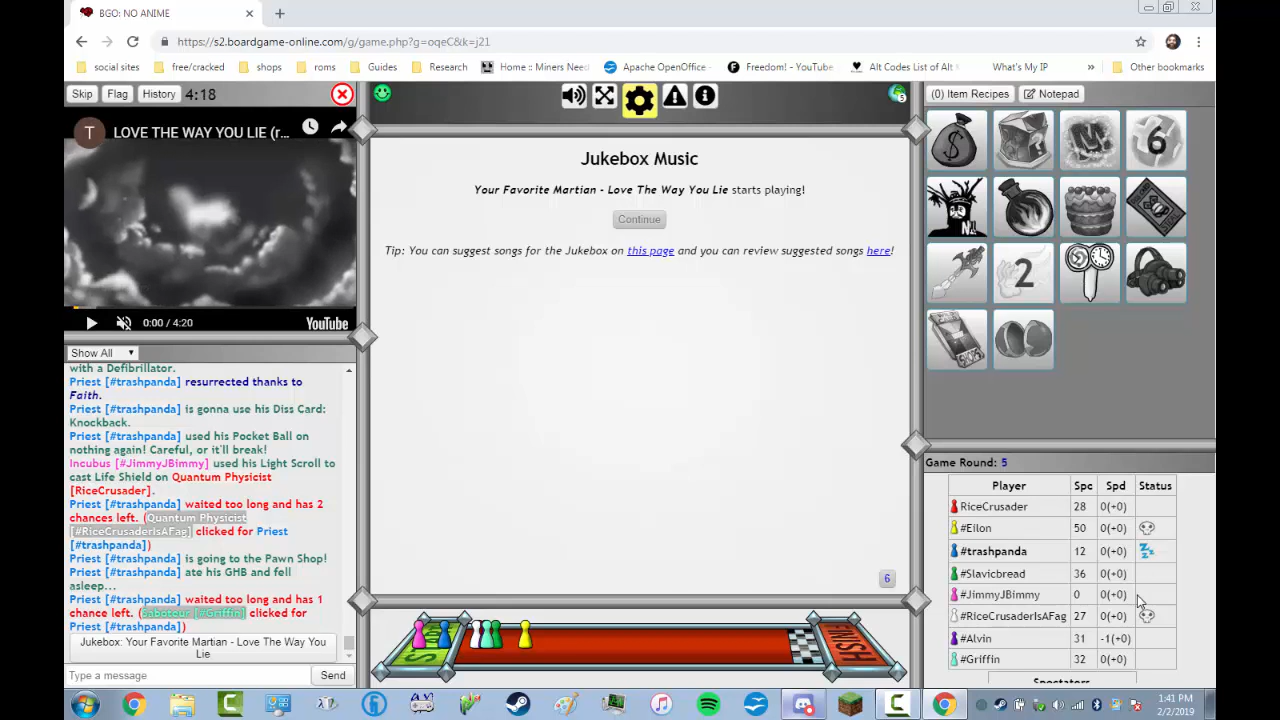 BGO: NO ANIME
https://s2.boardgame-online.com/g/game.php?g=oqeC&k=j21
social sites
free/cracked
shops
roms
Guides
Research
Home :: Miners Need
Apache OpenOffice -
Freedom! - YouTube
Alt Codes List of Alt
What's My IP
»
Other bookmarks
Skip
Flag
History
4:18
T
LOVE THE WAY YOU LIE (r...
0:00 / 4:20
YouTube
Show All
with a Defibrillator.
Priest [#trashpanda] resurrected thanks to
Faith.
Priest [#trashpanda] is gonna use his Diss Card:
Knockback.
Priest [#trashpanda] used his Pocket Ball on
nothing again! Careful, or it'll break!
Incubus [#JimmyJBimmy] used his Light Scroll to
cast Life Shield on Quantum Physicist
[RiceCrusader].
Priest [#trashpanda] waited too long and has 2
chances left. (Quantum Physicist
[#RiceCrusaderIsAFag] clicked for Priest
[#trashpanda])
Priest [#trashpanda] is going to the Pawn Shop!
Priest [#trashpanda] ate his GHB and fell
asleep...
Priest [#trashpanda] waited too long and has 1
chance left. (Saboteur [#Griffin] clicked for
Priest [#trashpanda])
Jukebox: Your Favorite Martian - Love The Way You
Lie
Type a message
Send
5
Jukebox Music
Your Favorite Martian - Love The Way You Lie starts playing!
Continue
Tip: You can suggest songs for the Jukebox on this page and you can review suggested songs here!
6
S
FINISH
(0) Item Recipes
Notepad
$
U
6
N
2
Game Round: 5
Player Spc Spd Status
RiceCrusader 28 0(+0)
#Eilon 50 0(+0)
#trashpanda 12 0(+0)
#Slavicbread 36 0(+0)
#JimmyJBimmy 0 0(+0)
#RiceCrusaderIsAFag 27 0(+0)
#Alvin 31 -1(+0)
#Griffin 32 0(+0)
Spectators
1:41 PM
2/2/2019